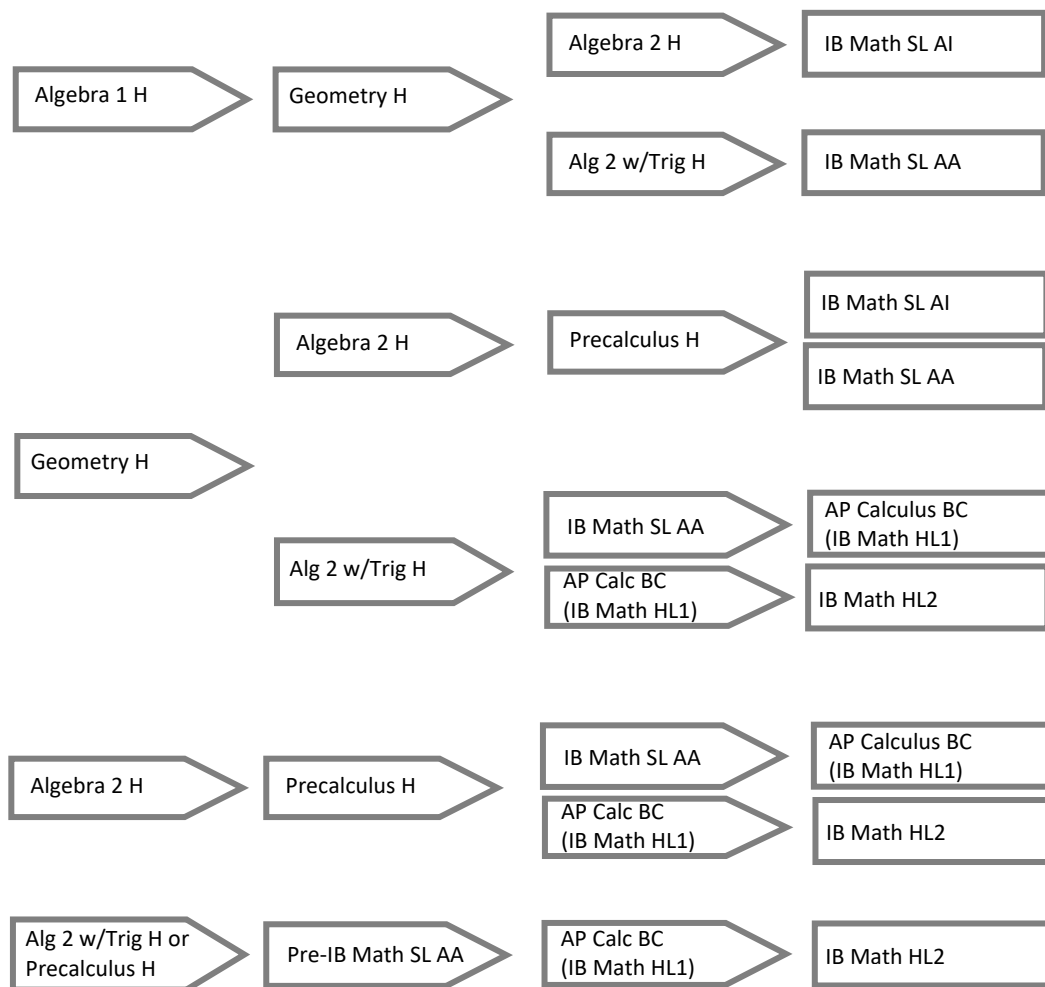 Algebra 2 H
IB Math SL AI
Algebra 1 H
Geometry H
Alg 2 w/Trig H
IB Math SL AA
IB Math SL AI
Algebra 2 H
Precalculus H
IB Math SL AA
Geometry H
IB Math SL AA
AP Calculus BC
(IB Math HL1)
Alg 2 w/Trig H
AP Calc BC
(IB Math HL1)
IB Math HL2
Algebra 2 H
Precalculus H
IB Math SL AA
AP Calculus BC
(IB Math HL1)
AP Calc BC
(IB Math HL1)
IB Math HL2
Alg 2 w/Trig H or
Precalculus H
Pre-IB Math SL AA
AP Calc BC
(IB Math HL1)
IB Math HL2